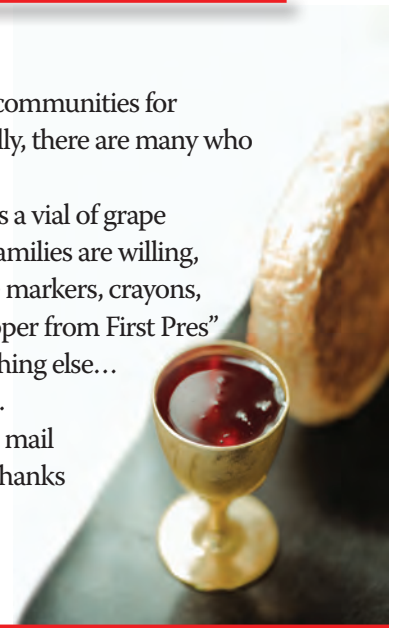 communities for
lly, there are many who
s a vial of grape
amilies are willing,
markers, crayons,
pper from First Pres”
hing else…
.
mail
hanks